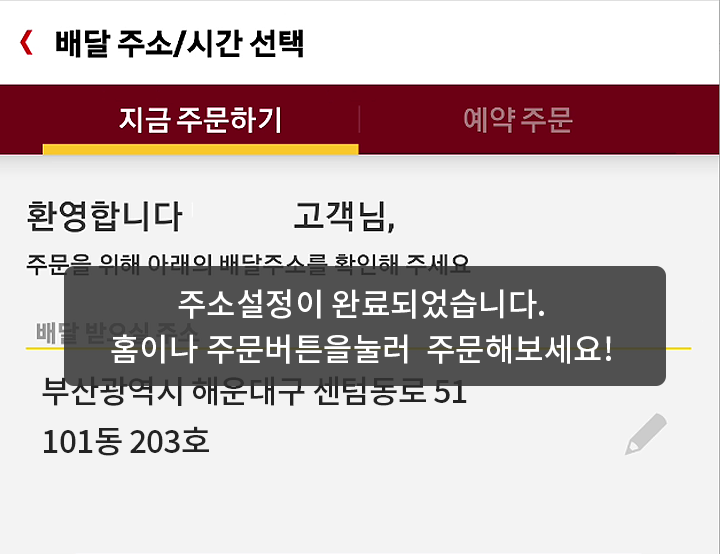 배달 주소/시간 선택
지금 주문하기 예약 주문
환영합니다 고객님,
주문을 위해 아래의 배달주소를 확인해 주세요
주소설정이 완료되었습니다.
배달 받으실 주소
홈이나 주문버튼을눌러 주문해보세요!
부산광역시 해운대구 센텀동로 51
101동 203호